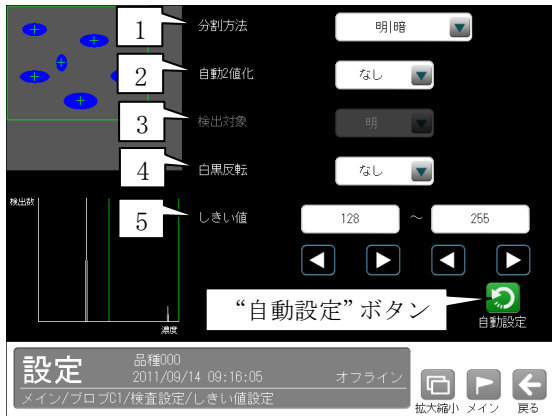 1 分割方法 明|暗
2 自動2値化 なし
3 検出対象 明
4 白黒反転 なし
検出数
5 しきい値 128 ～ 255
“自動設定” ボタン
自動設定
濃度
設定 品種000
2011/09/14 09:16:05 オフライン
メイン/ブロブC1/検査設定/しきい値設定
拡大縮小 メイン 戻る